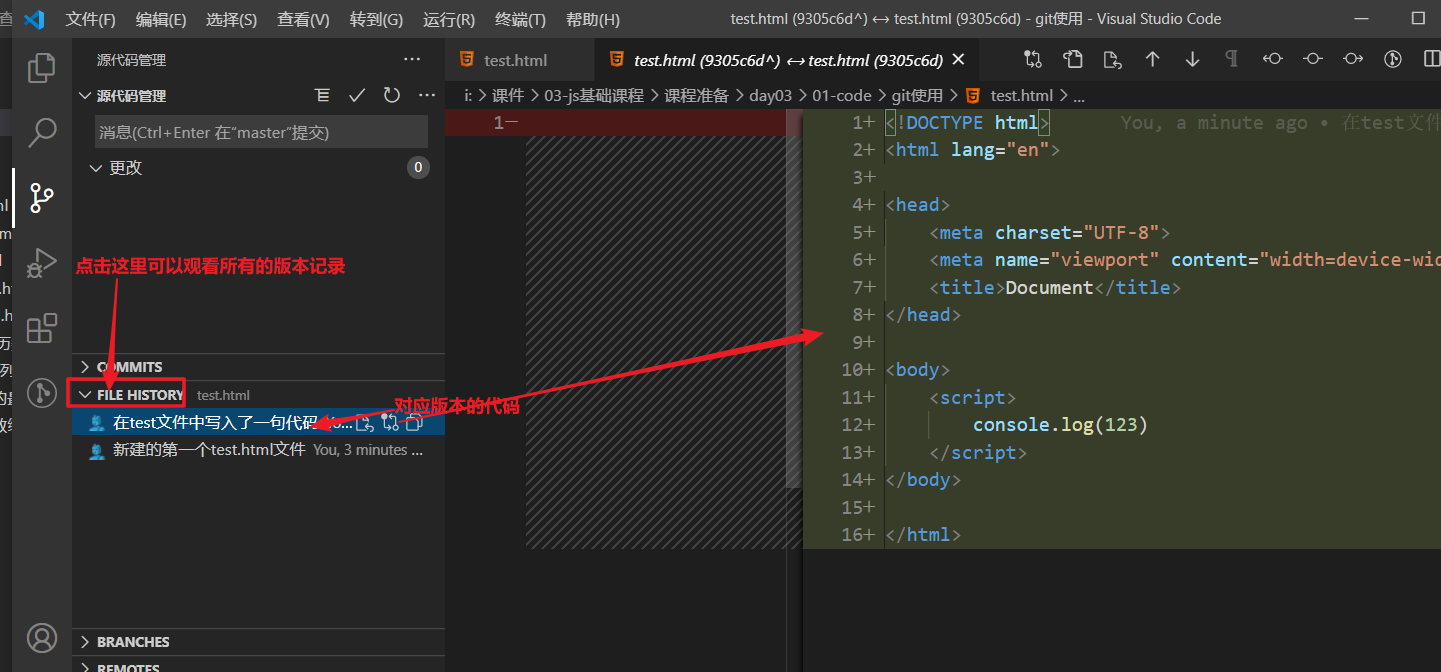 文件(F) 编辑(E) 选择(S) 查看(V) 转到(G) 运行(R) 终端(T) 帮助(H) test.html (9305c6d^) ↔ test.html (9305c6d) - git使用 - Visual Studio Code
源代码管理 ···
test.html test.html (9305c6d^) ↔ test.html (9305c6d)
源代码管理
i: > 课件 > 03-js基础课程 > 课程准备 > day03 > 01-code > git使用 > test.html > ...
消息(Ctrl+Enter 在“master”提交)
更改 0
点击这里可以观看所有的版本记录
COMMITS
FILE HISTORY test.html
在test文件中写入了一句代码
对应版本的代码
新建的第一个test.html文件 You, 3 minutes ...
BRANCHES
REMOTES
1—
1+ <!DOCTYPE html> You, a minute ago • 在test文件
2+ <html lang="en">
3+
4+ <head>
5+ <meta charset="UTF-8">
6+ <meta name="viewport" content="width=device-wid
7+ <title>Document</title>
8+ </head>
9+
10+ <body>
11+ <script>
12+ console.log(123)
13+ </script>
14+ </body>
15+
16+ </html>